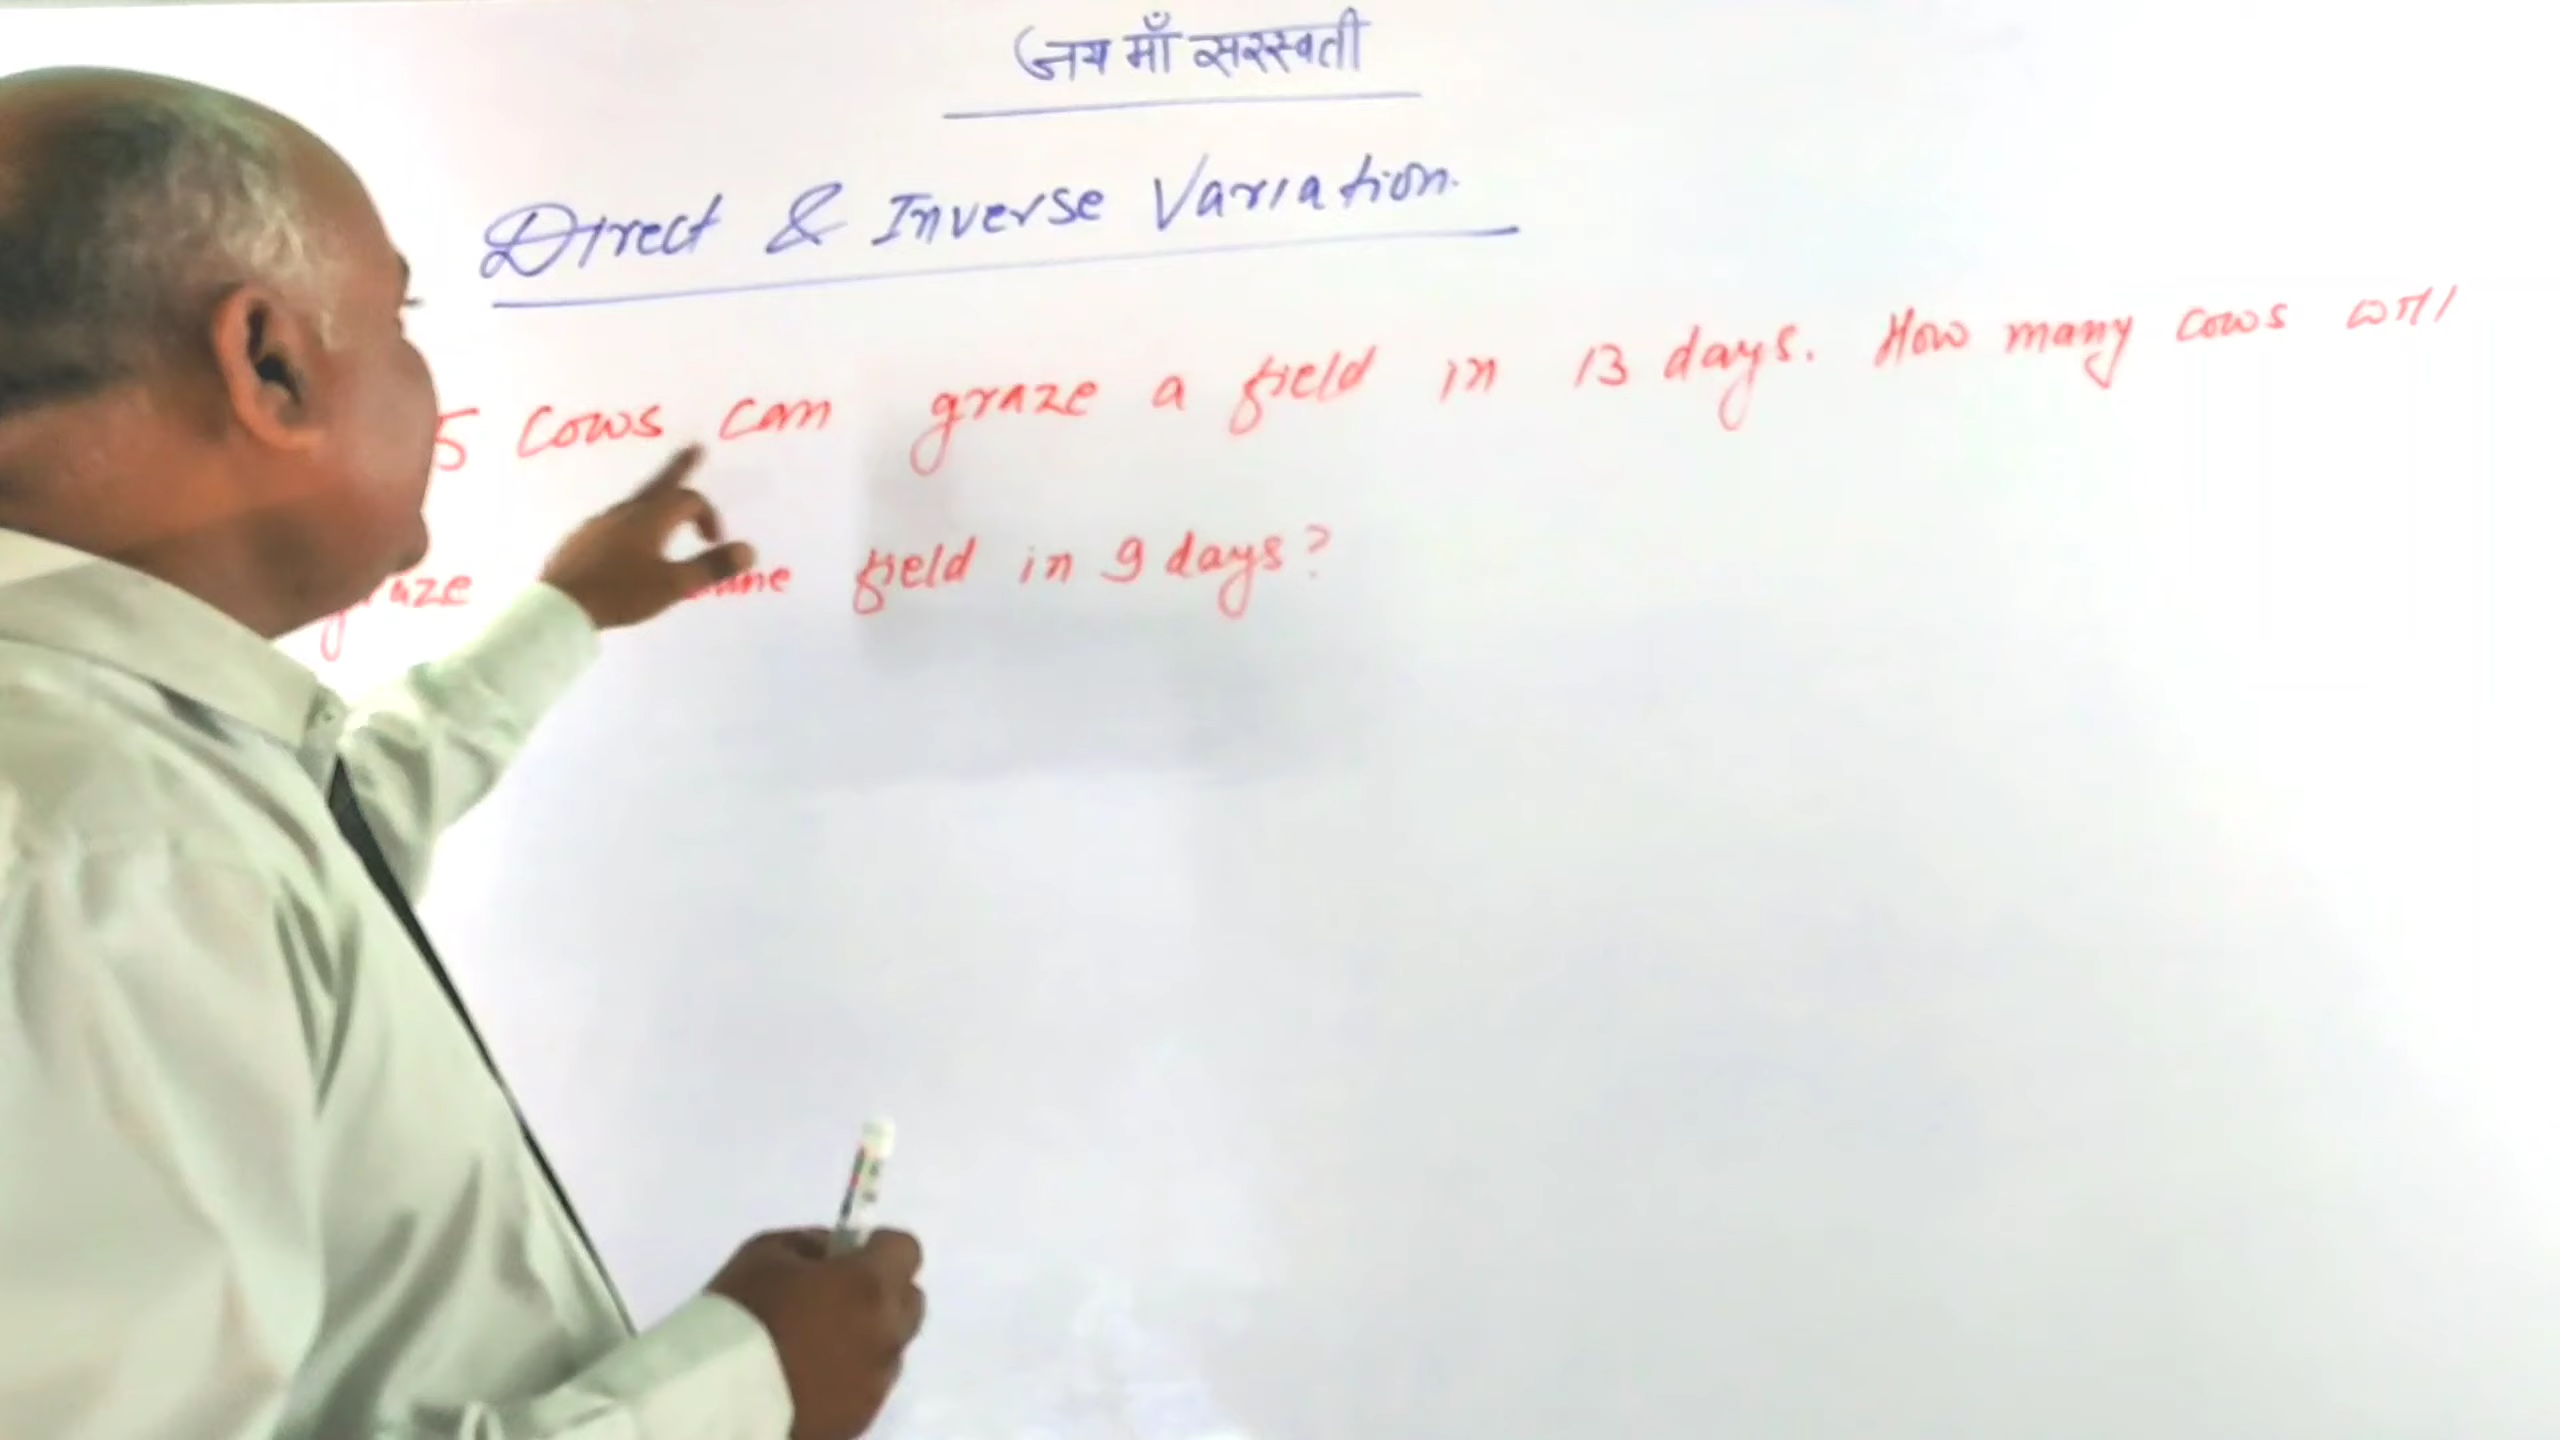 जय माँ सरस्वती
Direct & Inverse Variation.
5 Cows can graze a field in 13 days. How many cows will
field in 9 days?